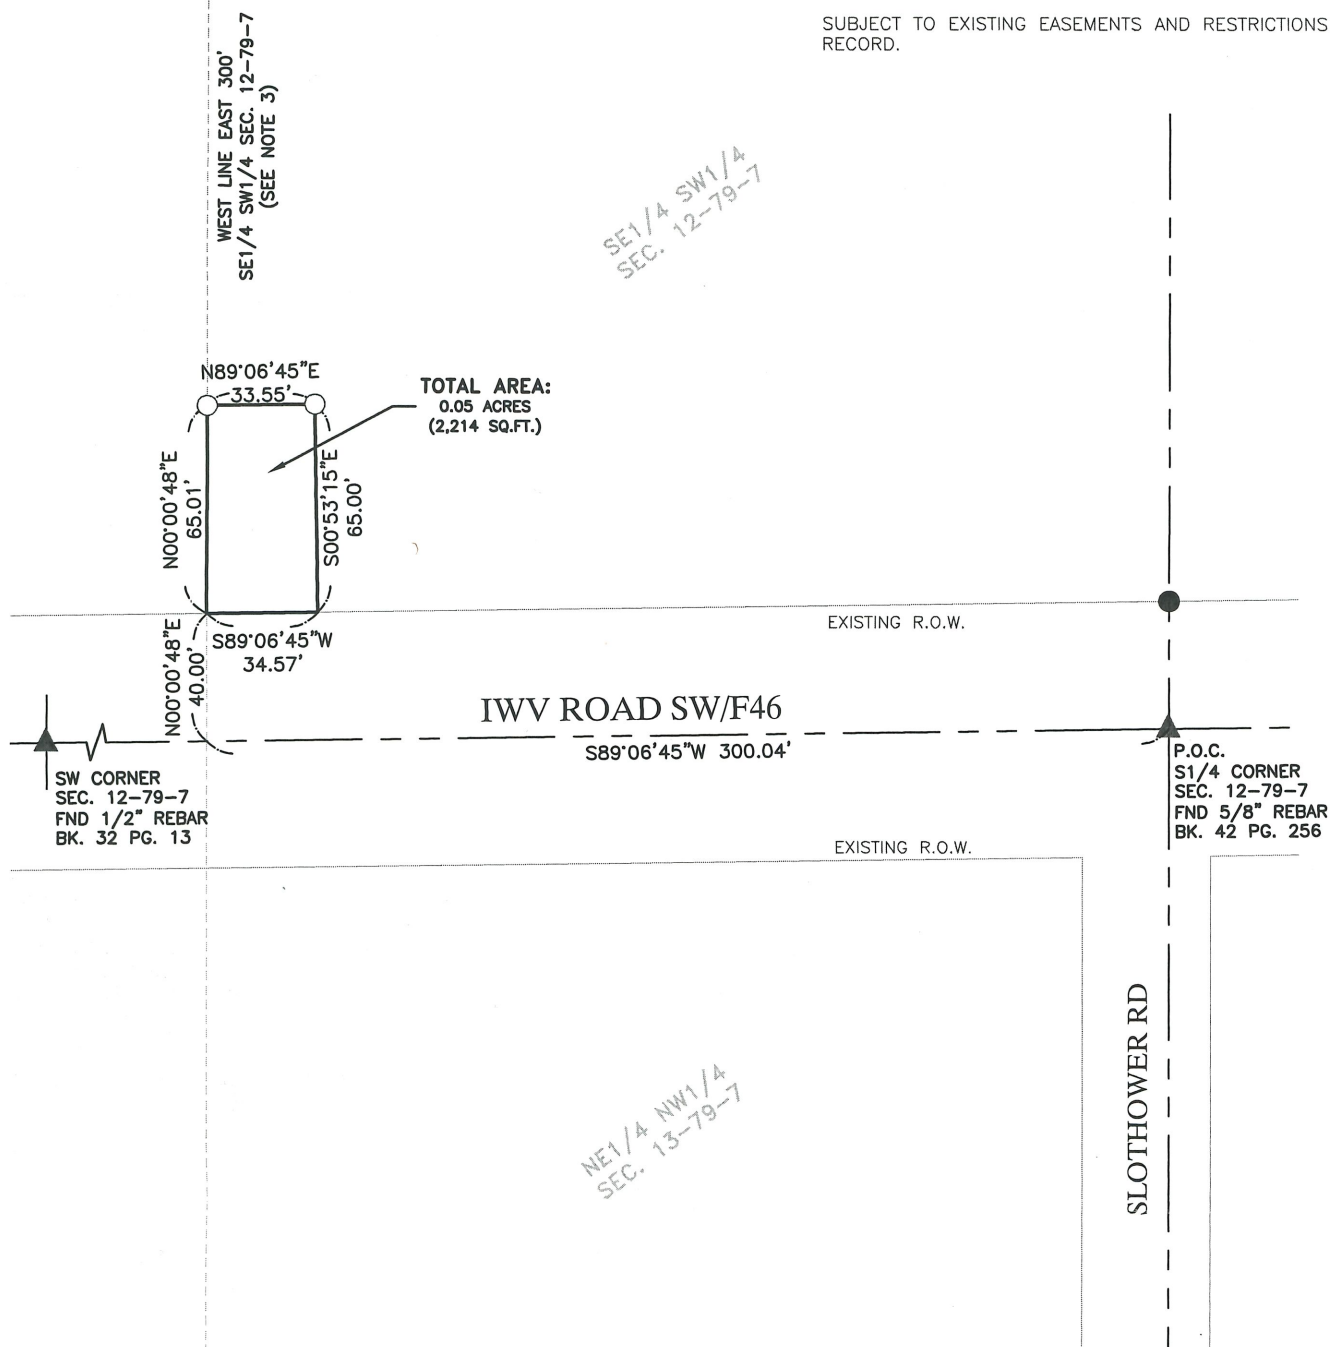 SUBJECT TO EXISTING EASEMENTS AND RESTRICTIONS
RECORD.
WEST LINE EAST 300'
SE1/4 SW1/4 SEC. 12-79-7
(SEE NOTE 3)
SE1/4 SW1/4
SEC. 12-79-7
N89°06'45"E
33.55'
TOTAL AREA:
0.05 ACRES
(2,214 SQ.FT.)
N00°00'48"E
65.01'
S00°53'15"E
65.00'
EXISTING R.O.W.
S89°06'45"W
34.57'
N00°00'48"E
40.00'
IWV ROAD SW/F46
S89°06'45"W 300.04'
SW CORNER
SEC. 12-79-7
FND 1/2" REBAR
BK. 32 PG. 13
P.O.C.
S1/4 CORNER
SEC. 12-79-7
FND 5/8" REBAR
BK. 42 PG. 256
EXISTING R.O.W.
SLOTHOWER RD
NE1/4 NW1/4
SEC. 13-79-7